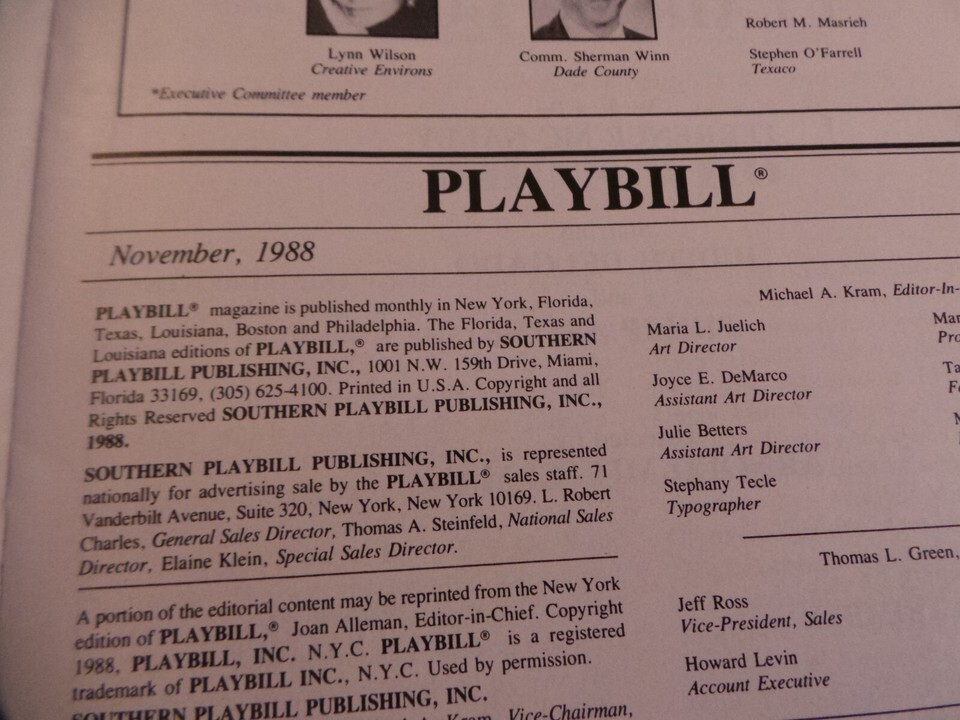 Lynn Wilson
Creative Environs
Comm. Sherman Winn
Dade County
Robert M. Masrieh
Stephen O'Farrell
Texaco
*Executive Committee member
PLAYBILL®
November, 1988
PLAYBILL® magazine is published monthly in New York, Florida,
Texas, Louisiana, Boston and Philadelphia. The Florida, Texas and
Louisiana editions of PLAYBILL,® are published by SOUTHERN
PLAYBILL PUBLISHING, INC., 1001 N.W. 159th Drive, Miami,
Florida 33169, (305) 625-4100. Printed in U.S.A. Copyright and all
Rights Reserved SOUTHERN PLAYBILL PUBLISHING, INC.,
1988.
SOUTHERN PLAYBILL PUBLISHING, INC., is represented
nationally for advertising sale by the PLAYBILL® sales staff. 71
Vanderbilt Avenue, Suite 320, New York, New York 10169. L. Robert
Charles, General Sales Director, Thomas A. Steinfeld, National Sales
Director, Elaine Klein, Special Sales Director.
A portion of the editorial content may be reprinted from the New York
edition of PLAYBILL,® Joan Alleman, Editor-in-Chief. Copyright
1988, PLAYBILL, INC. N.Y.C. PLAYBILL® is a registered
trademark of PLAYBILL INC., N.Y.C. Used by permission.
SOUTHERN PLAYBILL PUBLISHING, INC.
Kram, Vice-Chairman,
Michael A. Kram, Editor-In-
Maria L. Juelich
Art Director
Joyce E. DeMarco
Assistant Art Director
Julie Betters
Assistant Art Director
Stephany Tecle
Typographer
Thomas L. Green,
Jeff Ross
Vice-President, Sales
Howard Levin
Account Executive